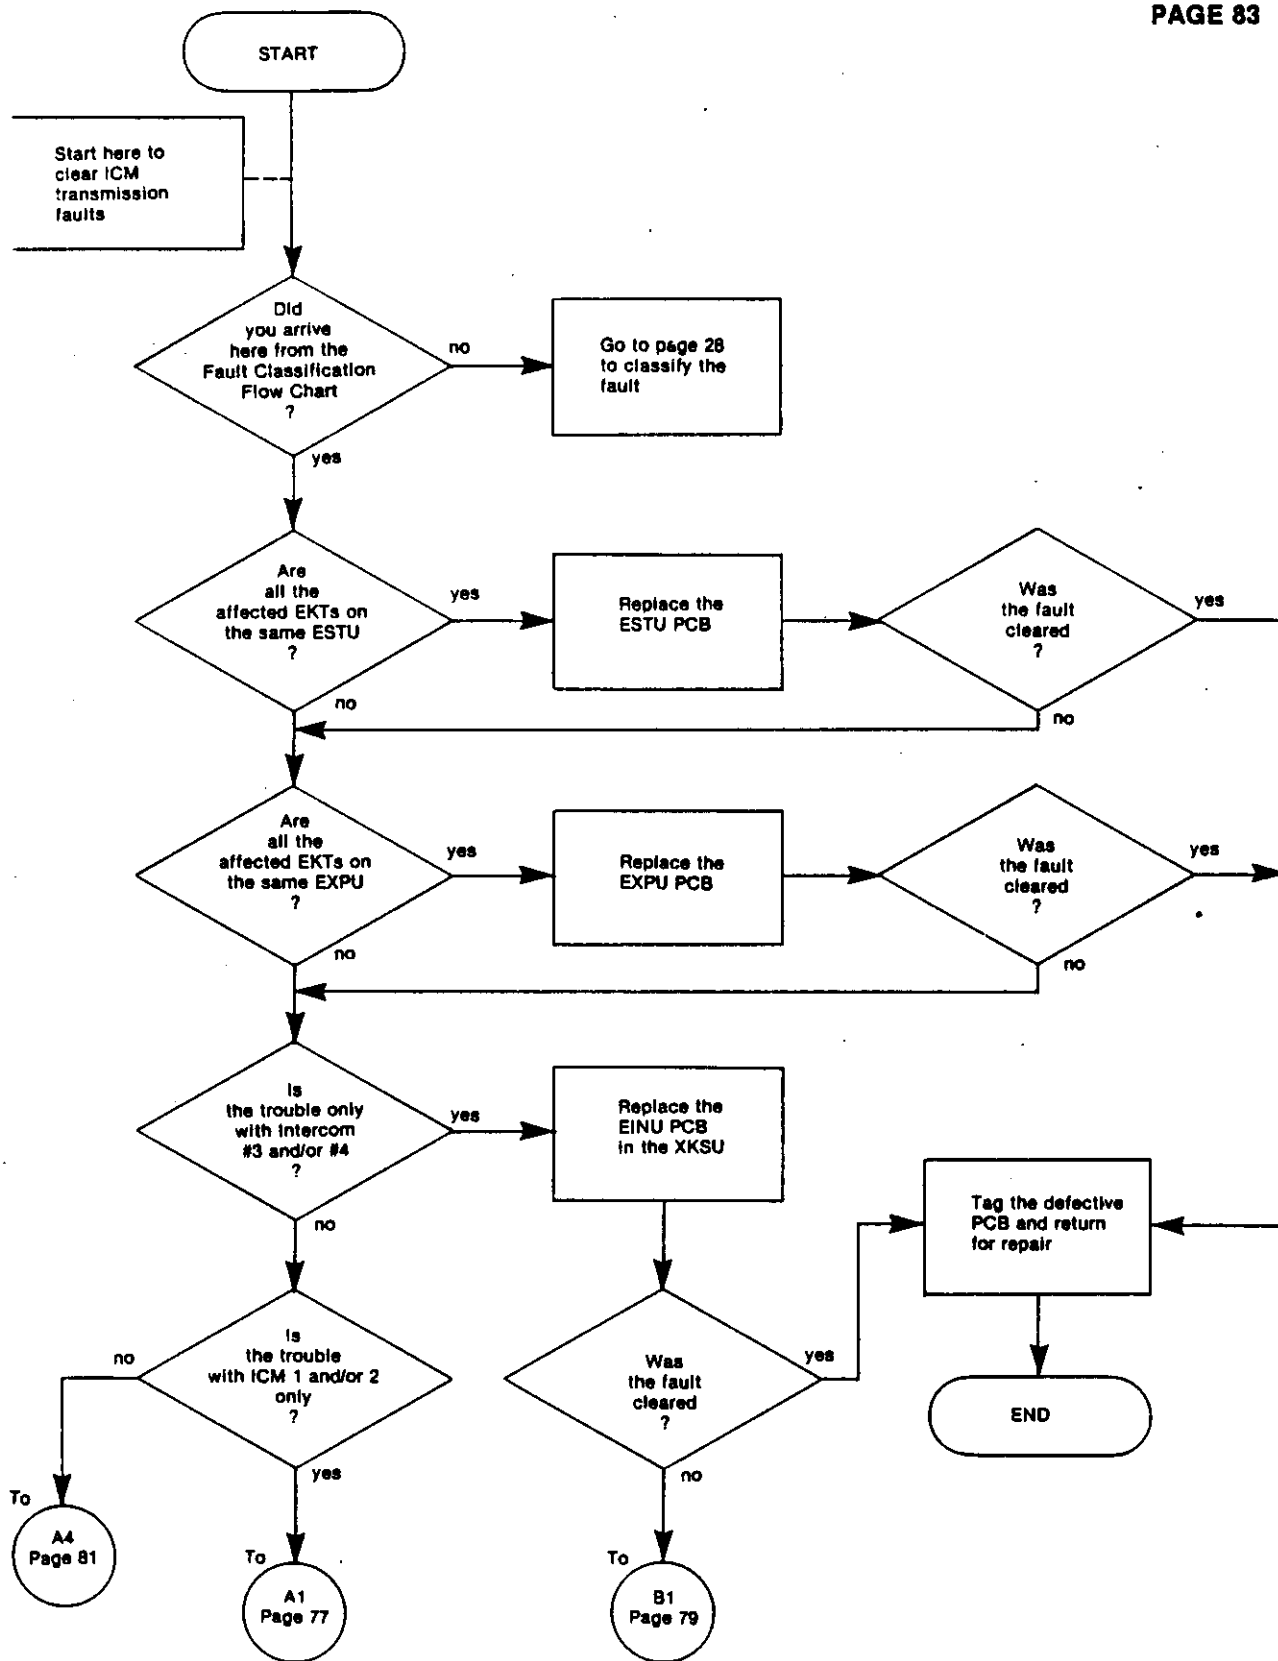 PAGE 83
START
Start here to
clear ICM
transmission
faults
Did
you arrive
here from the
Fault Classification
Flow Chart
?
no
Go to page 28
to classify the
fault
yes
Are
all the
affected EKTs on
the same ESTU
?
yes
Replace the
ESTU PCB
Was
the fault
cleared
?
yes
no
no
Are
all the
affected EKTs on
the same EXPU
?
yes
Replace the
EXPU PCB
Was
the fault
cleared
?
yes
no
no
Is
the trouble only
with Intercom
#3 and/or #4
?
yes
Replace the
EINU PCB
in the XKSU
no
Tag the defective
PCB and return
for repair
Is
the trouble
with ICM 1 and/or 2
only
?
no
yes
Was
the fault
cleared
?
yes
no
END
To
A4
Page 81
To
A1
Page 77
To
B1
Page 79